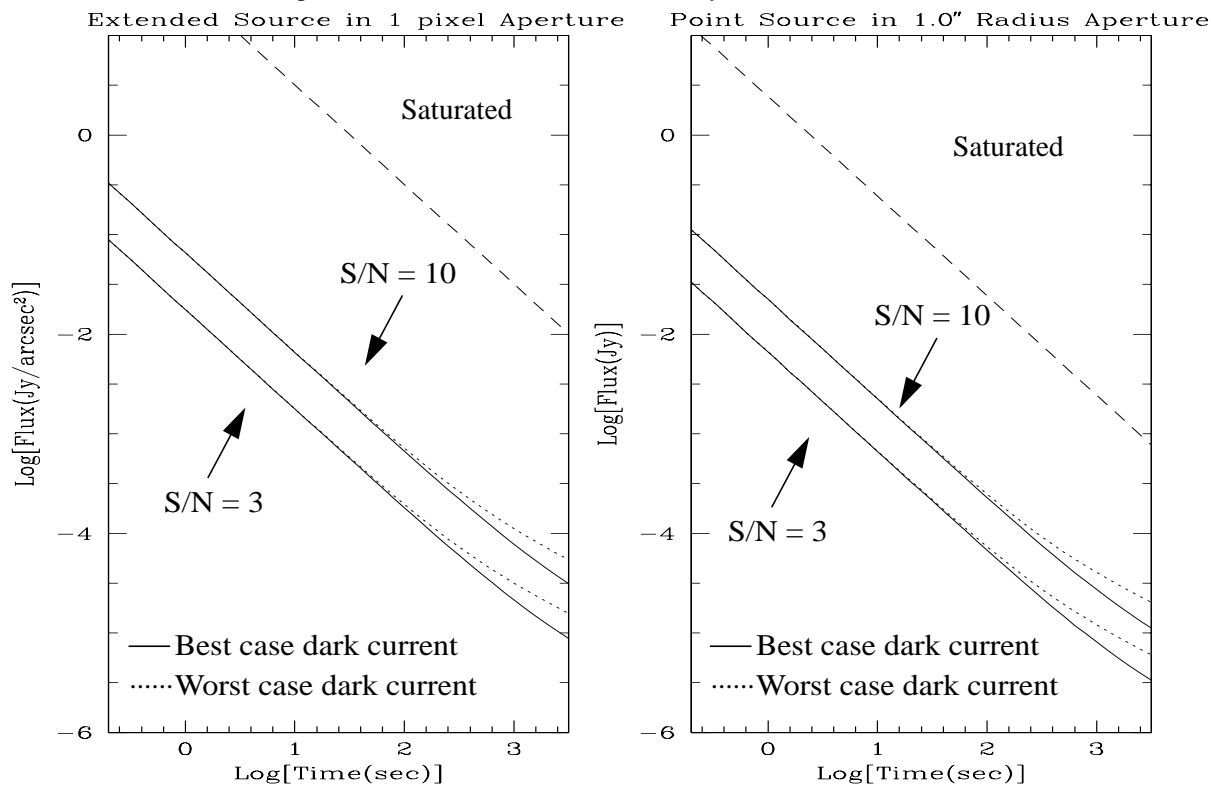 Extended Source in 1 pixel Aperture
Saturated
S/N = 10
S/N = 3
Best case dark current
Worst case dark current
Log[Flux(Jy/arcsec²)]
0
−2
−4
−6
0 1 2 3
Log[Time(sec)]
Point Source in 1.0″ Radius Aperture
Saturated
S/N = 10
S/N = 3
Best case dark current
Worst case dark current
Log[Flux(Jy)]
0
−2
−4
−6
0 1 2 3
Log[Time(sec)]